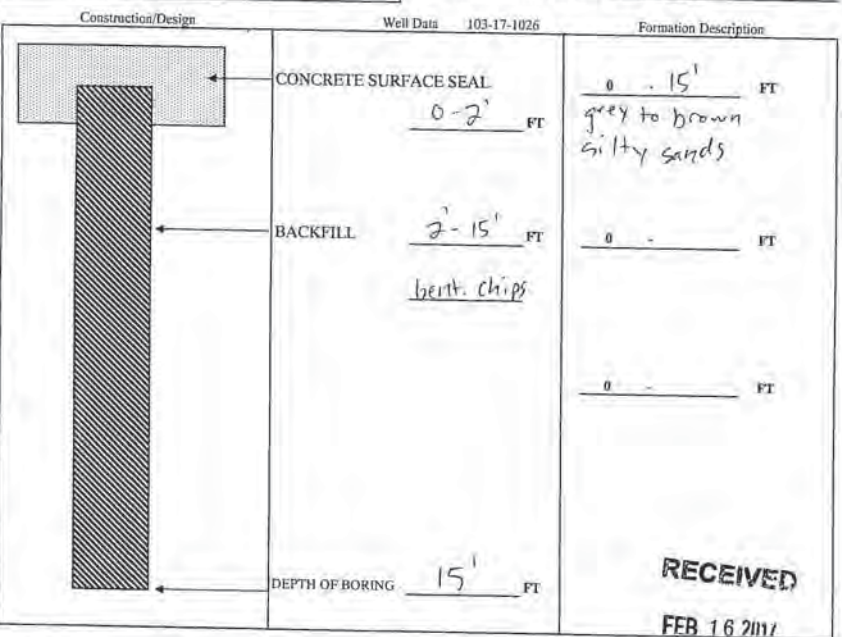 Construction/Design
Well Data 103-17-1026
Formation Description
CONCRETE SURFACE SEAL
0-2' FT
0 - 15' FT
grey to brown
silty sands
BACKFILL 2'-15' FT
0 - FT
bent. chips
0 - FT
DEPTH OF BORING 15' FT
RECEIVED
FEB 16 2017